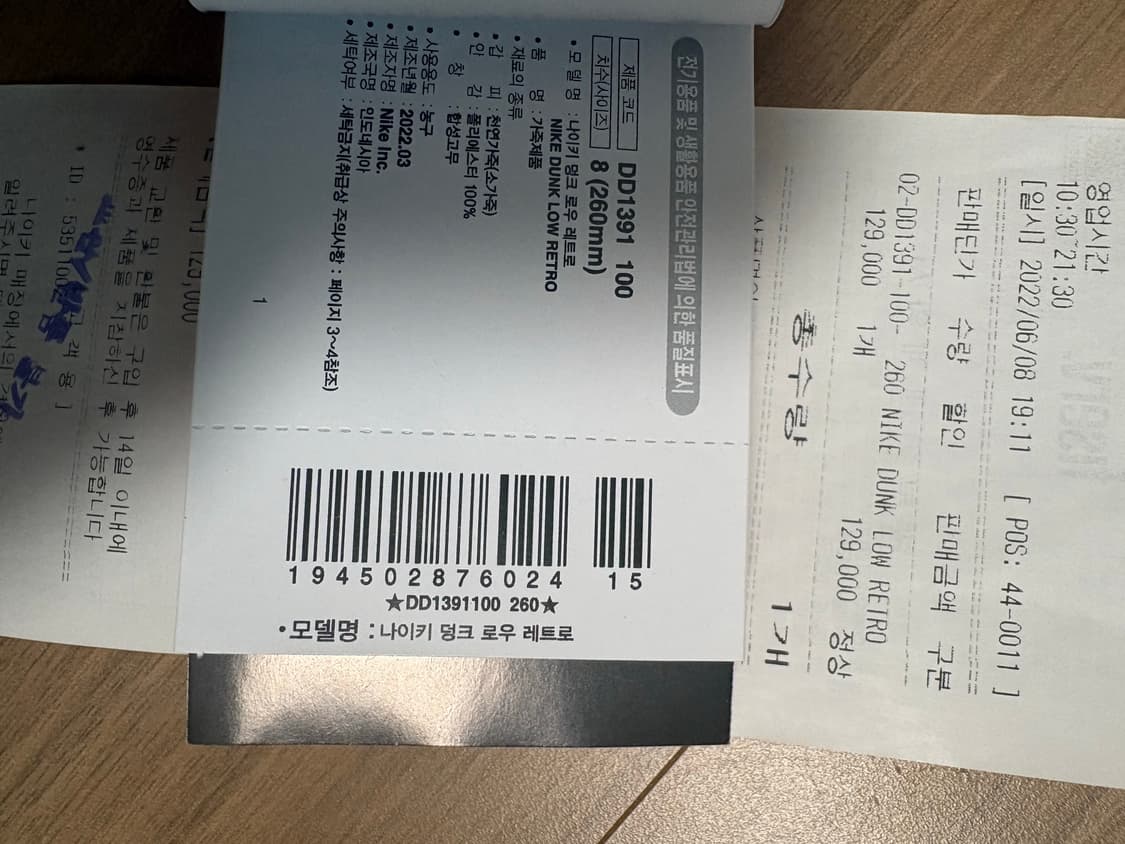 영업시간
10:30~21:30
[일시] 2022/06/08 19:11 [ POS: 44-0011 ]
판매단가 수량 할인 판매금액 구분
02-DD1391-100- 260 NIKE DUNK LOW RETRO
129,000 1개 129,000 정상
총수량 1개
전기용품 및 생활용품 안전관리법에 의한 품질표시
제품 코드 DD1391 100
치수(사이즈) 8 (260mm)
• 모 델 명 : 나이키 덩크 로우 레트로
NIKE DUNK LOW RETRO
• 품 명 : 가죽제품
• 재료의 종류
• 겉 피 : 천연가죽(소가죽)
• 안 감 : 폴리에스터 100%
• 창 : 합성고무
• 사용용도 : 농구
• 제조년월 : 2022.03
• 제조자명 : Nike Inc.
• 제조국명 : 인도네시아
• 세탁여부 : 세탁금지(취급상 주의사항 : 페이지 3~4참조)
1
15
194502876024
★DD1391100 260★
• 모델명 : 나이키 덩크 로우 레트로
제품 교환 및 환불은 구입 후 14일 이내에
영수증과 제품을 지참하신 후 가능합니다
나이키 매장에서의